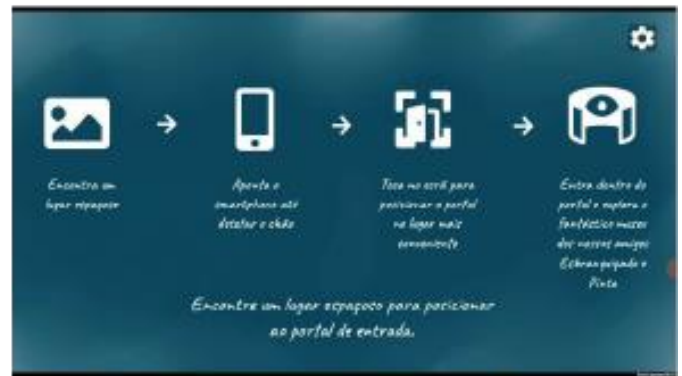 Encontra um
lugar espaçoso
Aponta o
smartphone até
detetar o chão
Toca no ecrã para
posicionar o portal
no lugar mais
conveniente
Entra dentro do
portal e explora o
fantástico museu
dos nossos amigos
e
Pinta
Encontre um lugar espaçoso para posicionar
ao portal de entrada.